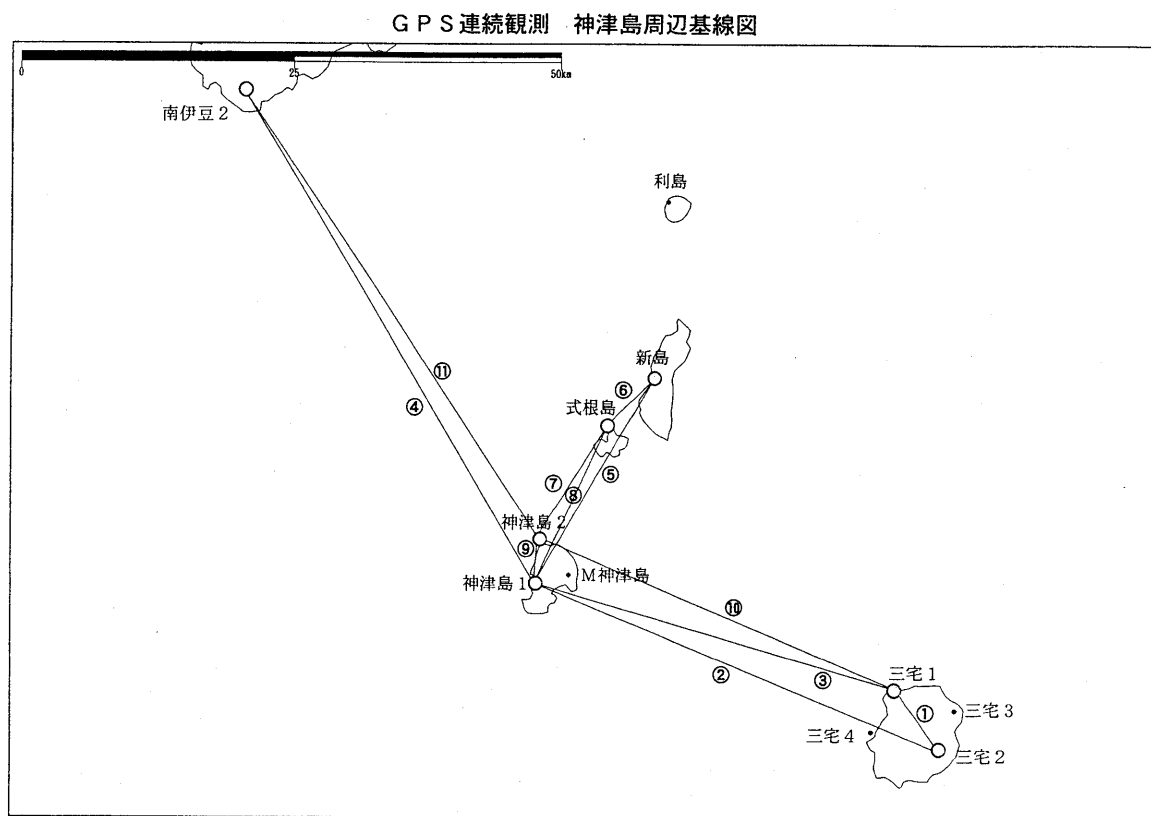 GPS連続観測 神津島周辺基線図
0 25 50km
南伊豆2
利島
新島
⑥
式根島
⑪
④
⑤
⑦
⑧
神津島2
⑨
神津島1
M神津島
⑩
②
③
三宅1
①
三宅3
三宅4
三宅2